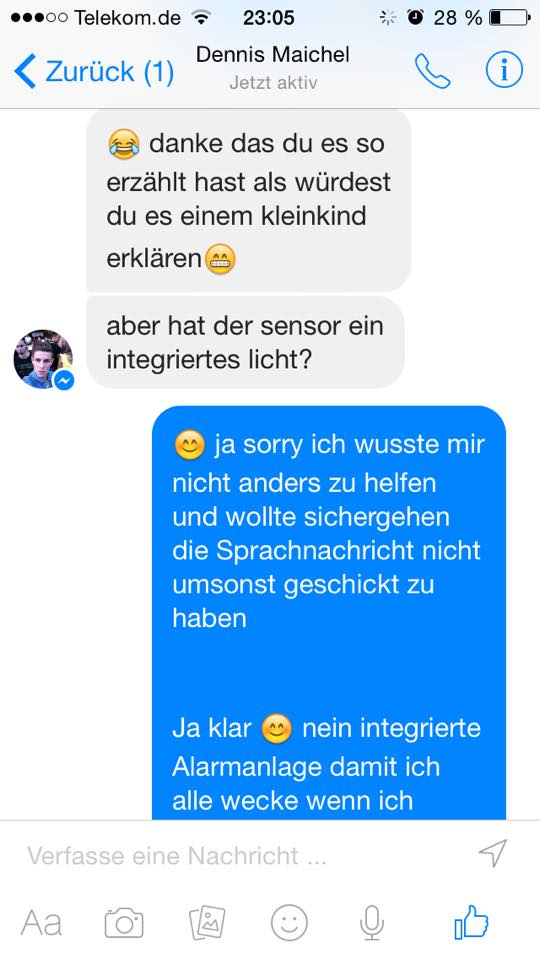 Telekom.de 23:05 28 %
Zurück (1) Dennis Maichel
Jetzt aktiv
😂 danke das du es so
erzählt hast als würdest
du es einem kleinkind
erklären😁
aber hat der sensor ein
integriertes licht?
😊 ja sorry ich wusste mir
nicht anders zu helfen
und wollte sichergehen
die Sprachnachricht nicht
umsonst geschickt zu
haben
Ja klar 😊 nein integrierte
Alarmanlage damit ich
alle wecke wenn ich
Verfasse eine Nachricht ...
Aa